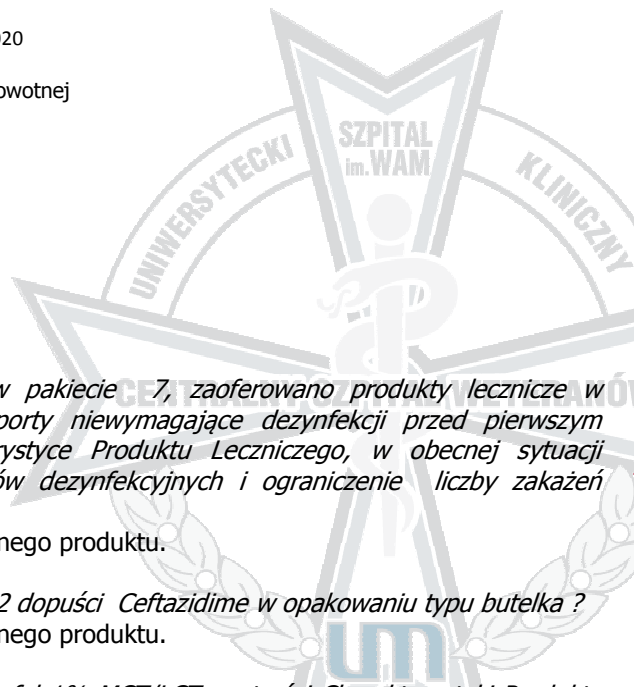 020
owotnej
SZPITAL
im.WAM
UNIWERSYTECKI
KLINICZNY
w pakiecie 7, zaoferowano produkty lecznicze w
porty niewymagające dezynfekcji przed pierwszym
rystyce Produktu Leczniczego, w obecnej sytuacji
ów dezynfekcyjnych i ograniczenie liczby zakażeń
nego produktu.
2 dopuści Ceftazidime w opakowaniu typu butelka ?
nego produktu.
um